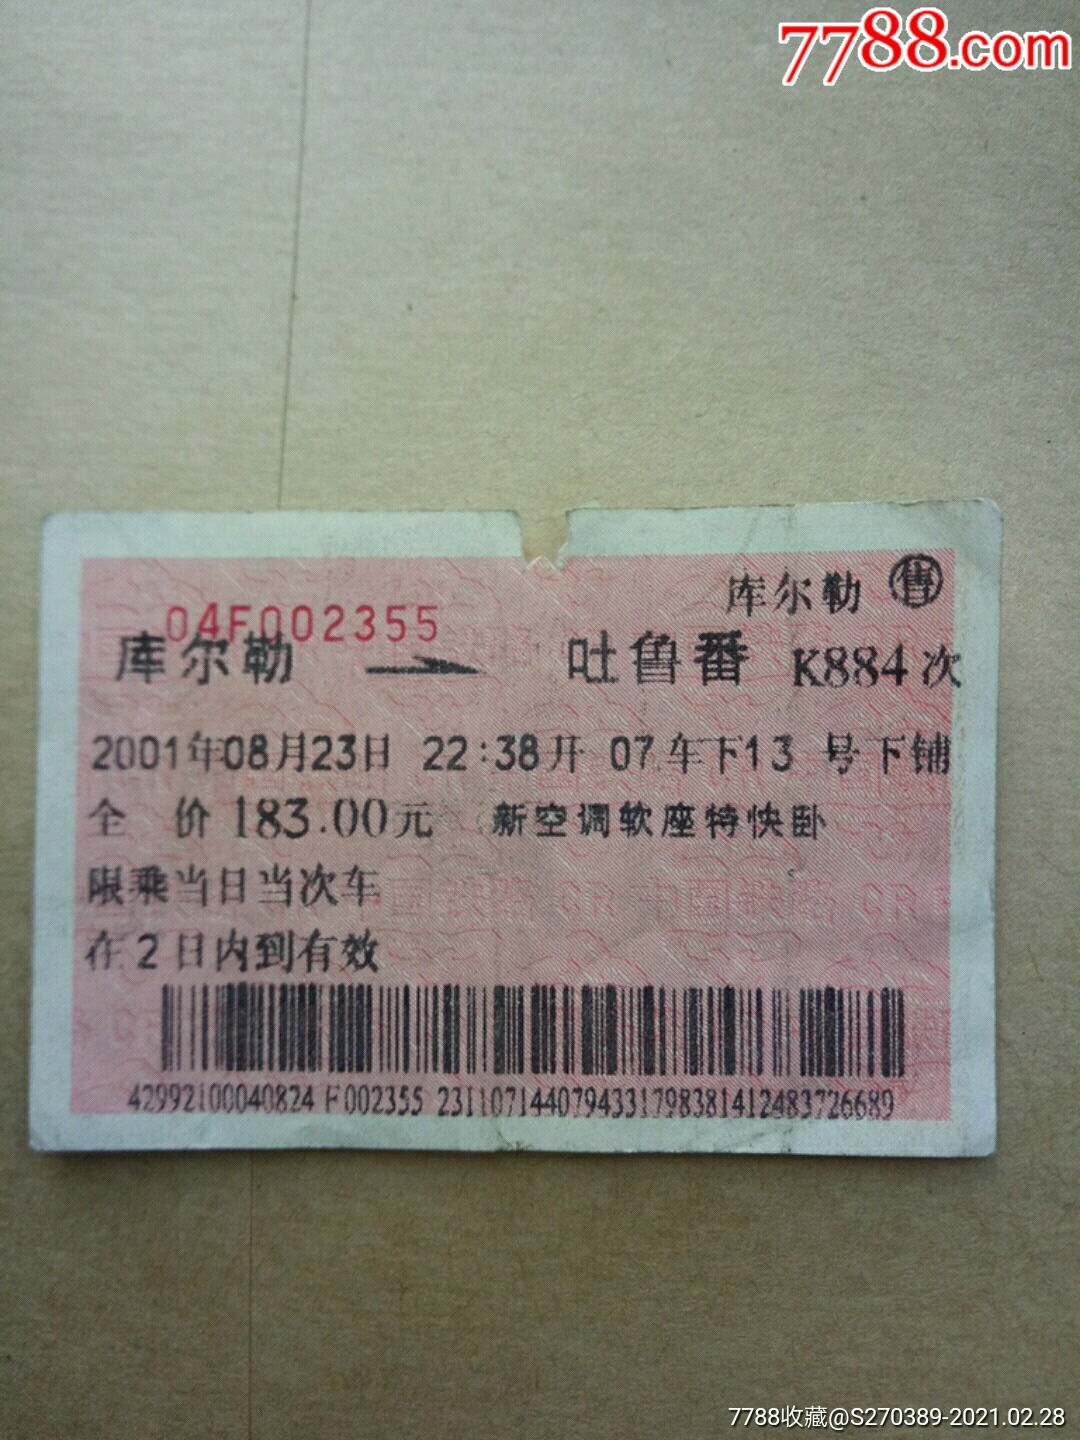 7788.com
库尔勒 售
04F002355
库尔勒 → 吐鲁番 K884次
2001年08月23日 22:38开 07车下13 号下铺
全 价 183.00元 新空调软座特快卧
限乘当日当次车
在2日内到有效
42992100040824 F002355 2311071440794331798381412483726689
7788收藏@S270389-2021.02.28